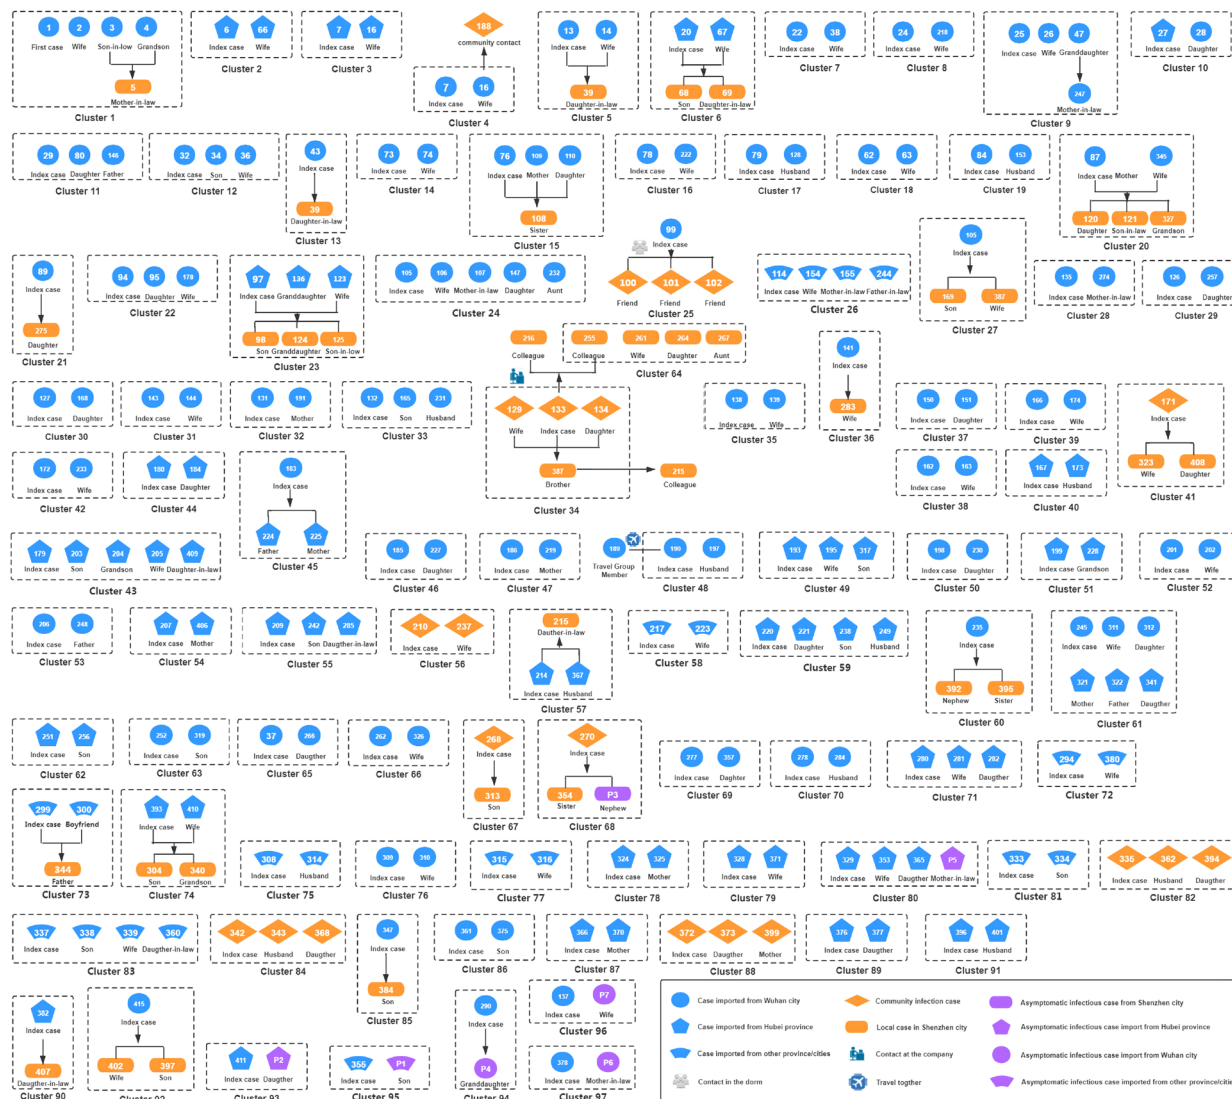 1 2 3 4
First case Wife Son-in-low Grandson
5
Mother-in-law
Cluster 1
6 66
Index case Wife
Cluster 2
7 16
Index case Wife
Cluster 3
188
community contact
7 16
Index case Wife
Cluster 4
13 14
Index case Wife
39
Daughter-in-law
Cluster 5
20 67
Index case Wife
68 69
Son Daughter-in-law
Cluster 6
22 38
Index case Wife
Cluster 7
24 218
Index case Wife
Cluster 8
25 26 47
Index case Wife Granddaughter
247
Mother-in-law
Cluster 9
27 28
Index case Daughter
Cluster 10
29 80 146
Index case Daughter Father
Cluster 11
32 34 36
Index case Son Wife
Cluster 12
43
Index case
39
Daughter-in-law
Cluster 13
73 74
Index case Wife
Cluster 14
76 109 110
Index case Mother Daughter
108
Sister
Cluster 15
78 222
Index case Wife
Cluster 16
79 128
Index case Husband
Cluster 17
62 63
Index case Wife
Cluster 18
84 153
Index case Husband
Cluster 19
87 345
Index case Mother Wife
120 121 327
Daughter Son-in-law Grandson
Cluster 20
89
Index case
275
Daughter
Cluster 21
94 95 178
Index case Daughter Wife
Cluster 22
97 136 123
Index case Granddaughter Wife
98 124 125
Son Granddaughter Son-in-low
Cluster 23
105 106 107 147 232
Index case Wife Mother-in-law Daughter Aunt
Cluster 24
99
Index case
100 101 102
Friend Friend Friend
Cluster 25
114 154 155 244
Index case Wife Mother-in-law Father-in-law
Cluster 26
105
Index case
169 387
Son Wife
Cluster 27
135 274
Index case Mother-in-law
Cluster 28
126 257
Index case Daughter
Cluster 29
127 168
Index case Daughter
Cluster 30
143 144
Index case Wife
Cluster 31
131 191
Index case Mother
Cluster 32
132 165 231
Index case Son Husband
Cluster 33
216
Colleague
255 261 264 267
Colleague Wife Daughter Aunt
Cluster 64
129 133 134
Wife Index case Daughter
387
Brother
215
Colleague
Cluster 34
138 139
Index case Wife
Cluster 35
141
Index case
283
Wife
Cluster 36
150 151
Index case Daughter
Cluster 37
166 174
Index case Wife
Cluster 39
171
Index case
323 408
Wife Daughter
Cluster 41
172 233
Index case Wife
Cluster 42
180 184
Index case Daughter
Cluster 44
183
Index case
224 225
Father Mother
Cluster 45
162 163
Index case Wife
Cluster 38
167 173
Index case Husband
Cluster 40
179 203 204 205 409
Index case Son Grandson Wife Daughter-in-law
Cluster 43
185 227
Index case Daughter
Cluster 46
186 219
Index case Mother
Cluster 47
189 190 197
Travel Group
Member
Index case Husband
Cluster 48
193 195 317
Index case Wife Son
Cluster 49
198 230
Index case Daughter
Cluster 50
199 228
Index case Grandson
Cluster 51
201 202
Index case Wife
Cluster 52
206 248
Index case Father
Cluster 53
207 406
Index case Mother
Cluster 54
209 242 285
Index case Son Daughter-in-law
Cluster 55
210 237
Index case Wife
Cluster 56
215
Dauther-in-law
214 367
Index case Husband
Cluster 57
217 223
Index case Wife
Cluster 58
220 221 238 249
Index case Daughter Son Husband
Cluster 59
235
Index case
392 395
Nephew Sister
Cluster 60
245 311 312
Index case Wife Daughter
321 322 341
Mother Father Daugther
Cluster 61
251 256
Index case Son
Cluster 62
252 319
Index case Son
Cluster 63
37 266
Index case Daugther
Cluster 65
262 326
Index case Wife
Cluster 66
268
Index case
313
Son
Cluster 67
270
Index case
354 P3
Sister Nephew
Cluster 68
277 357
Index case Daghter
Cluster 69
278 284
Index case Husband
Cluster 70
280 281 282
Index case Wife Daugther
Cluster 71
294 380
Index case Wife
Cluster 72
299 300
Index case Boyfriend
344
Father
Cluster 73
393 410
Index case Wife
304 340
Son Grandson
Cluster 74
308 314
Index case Husband
Cluster 75
309 310
Index case Wife
Cluster 76
315 316
Index case Wife
Cluster 77
324 325
Index case Mother
Cluster 78
328 371
Index case Wife
Cluster 79
329 353 365 P5
Index case Wife Daugther Mother-in-law
Cluster 80
333 334
Index case Son
Cluster 81
335 362 394
Index case Husband Daugther
Cluster 82
337 338 339 360
Index case Son Wife Daugther-in-law
Cluster 83
342 343 368
Index case Husband Daugther
Cluster 84
347
Index case
384
Son
Cluster 85
361 375
Index case Son
Cluster 86
366 370
Index case Mother
Cluster 87
372 373 399
Index case Daugther Mother
Cluster 88
376 377
Index case Daugther
Cluster 89
396 401
Index case Husband
Cluster 91
382
Index case
407
Daugther-in-law
Cluster 90
415
Index case
402 397
Wife Son
Cluster 92
411 P2
Index case Daugther
Cluster 93
355 P1
Index case Son
Cluster 95
290
Index case
P4
Granddaughter
Cluster 94
137 P7
Index case Wife
Cluster 96
378 P6
Index case Mother-in-law
Cluster 97
Case imported from Wuhan city
Community infection case
Asymptomatic infectious case from Shenzhen city
Case imported from Hubei province
Local case in Shenzhen city
Asymptomatic infectious case import from Hubei province
Case imported from other province/cities
Contact at the company
Asymptomatic infectious case import from Wuhan city
Contact in the dorm
Travel togther
Asymptomatic infectious case imported from other province/cities